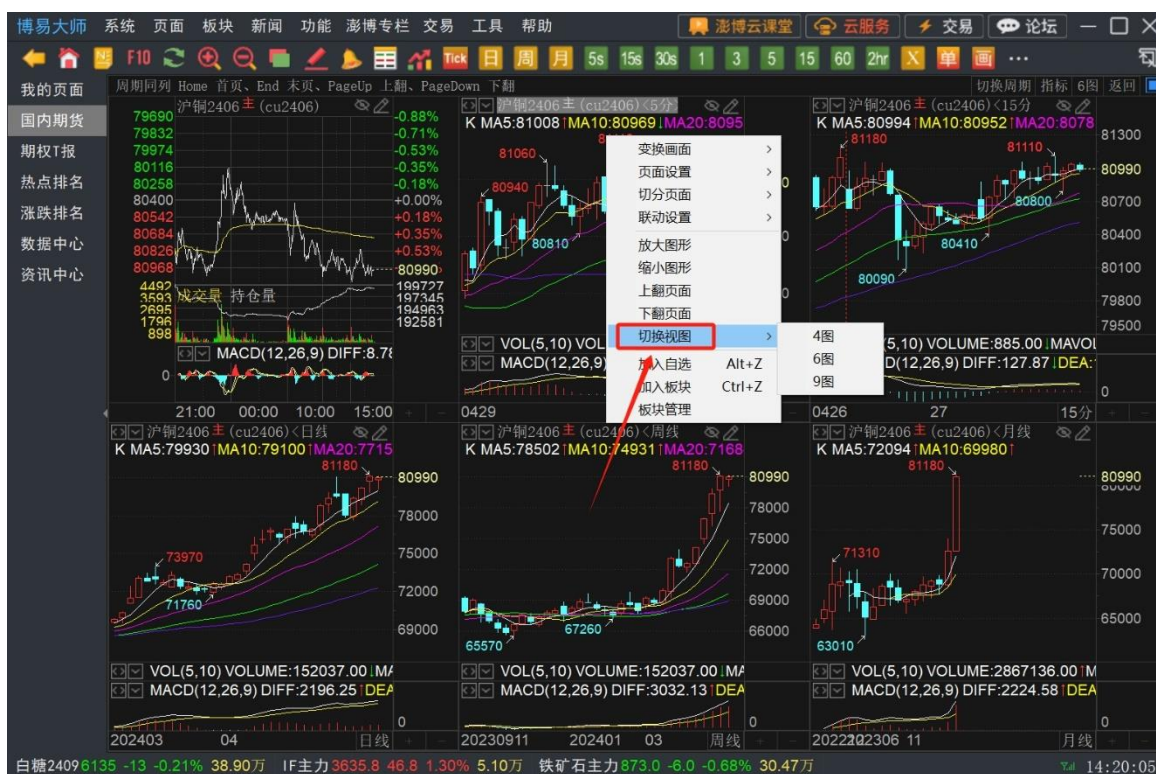 博易大师 系统 页面 板块 新闻 功能 澎博专栏 交易 工具 帮助 澎博云课堂 云服务 交易 论坛
F10 Tick 日 周 月 5s 15s 30s 1 3 5 15 60 2hr X 单 画 ...
我的页面
国内期货
期权T报
热点排名
涨跌排名
数据中心
资讯中心
周期同列 Home 首页、End 末页、PageUp 上翻、PageDown 下翻 切换周期 指标 6图 返回
沪铜2406主 (cu2406)
79690 -0.88%
79832 -0.71%
79974 -0.53%
80116 -0.35%
80258 -0.18%
80400 +0.00%
80542 +0.18%
80684 +0.35%
80826 +0.53%
80968 80990
4492 199727
3593 成交量 持仓量 197345
2695 194963
1796 192581
898
MACD(12,26,9) DIFF:8.78
0
21:00 00:00 10:00 15:00
沪铜2406主 (cu2406)<5分
K MA5:81008↑MA10:80969↓MA20:8095
81060
80940
80810
VOL(5,10) VOL
MACD(12,26,9)
0429
变换画面
页面设置
切分页面
联动设置
放大图形
缩小图形
上翻页面
下翻页面
切换视图
加入自选 Alt+Z
加入板块 Ctrl+Z
板块管理
4图
6图
9图
沪铜2406主 (cu2406)<15分
K MA5:80994↑MA10:80952↑MA20:8078
81180
81110
80800
80410
80090
81300
80990
80700
80400
80100
79800
79500
5,10) VOLUME:885.00↓MAVOL
D(12,26,9) DIFF:127.87↓DEA:
0
0426 27 15分
沪铜2406主 (cu2406)<日线
K MA5:79930↑MA10:79100↑MA20:7715
81180
73970
71760
80990
78000
75000
72000
69000
VOL(5,10) VOLUME:152037.00↓MA
MACD(12,26,9) DIFF:2196.25↑DEA
0
202403 04 日线
沪铜2406主 (cu2406)<周线
K MA5:78502↑MA10:74931↑MA20:7168
81180
67260
65570
80990
78000
75000
72000
69000
66000
VOL(5,10) VOLUME:152037.00↓MA
MACD(12,26,9) DIFF:3032.13↑DEA
0
20230911 202401 03 周线
沪铜2406主 (cu2406)<月线
K MA5:72094↑MA10:69980↑
81180
71310
63010
80990
75000
70000
65000
VOL(5,10) VOLUME:2867136.00↑M
MACD(12,26,9) DIFF:2224.58↑DEA
0
11 月线
白糖2409 6135 -13 -0.21% 38.90万 IF主力 3635.8 46.8 1.30% 5.10万 铁矿石主力 873.0 -6.0 -0.68% 30.47万 14:20:05